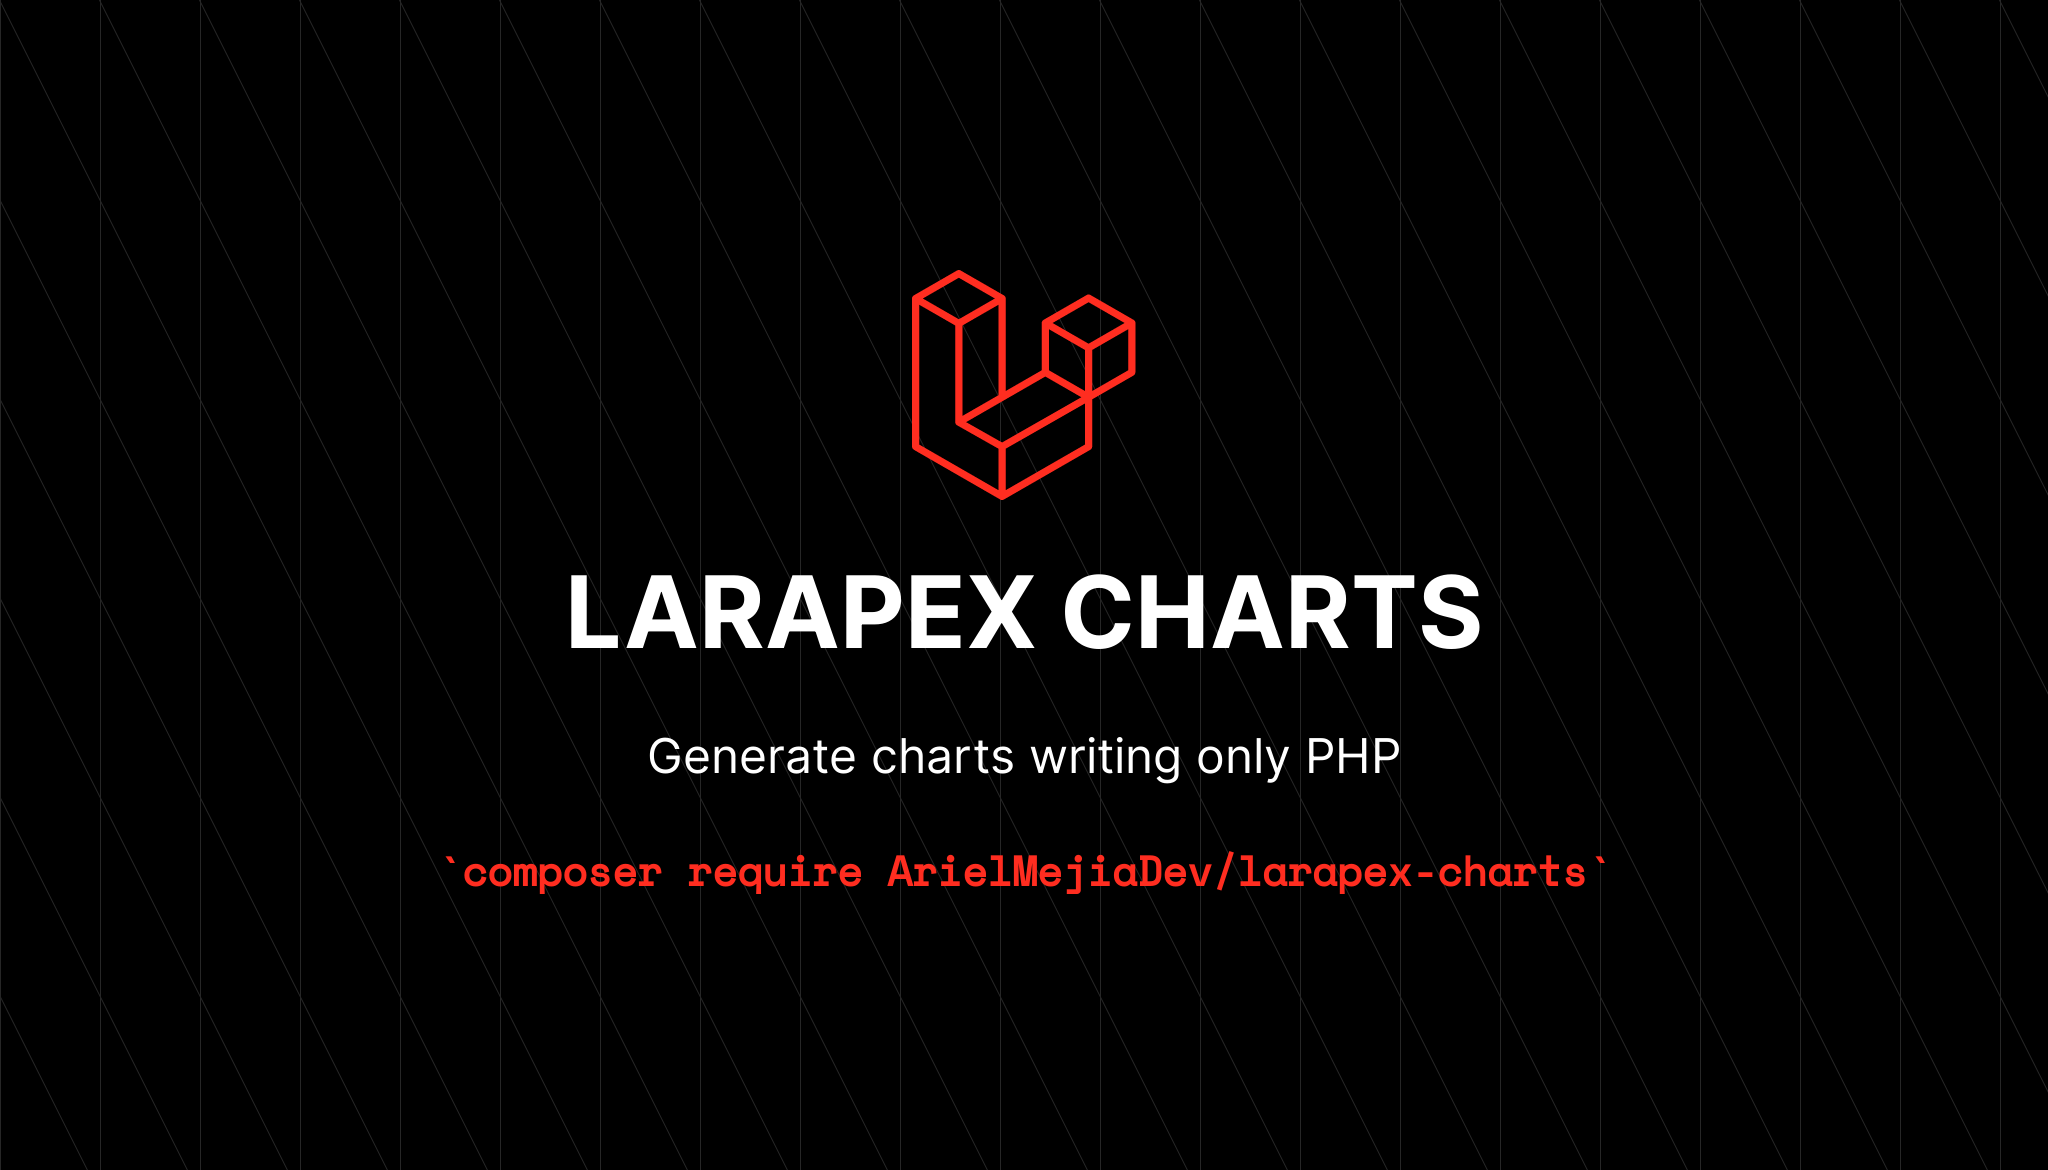 LARAPEX CHARTS
Generate charts writing only PHP
`composer require ArielMejiaDev/larapex-charts`